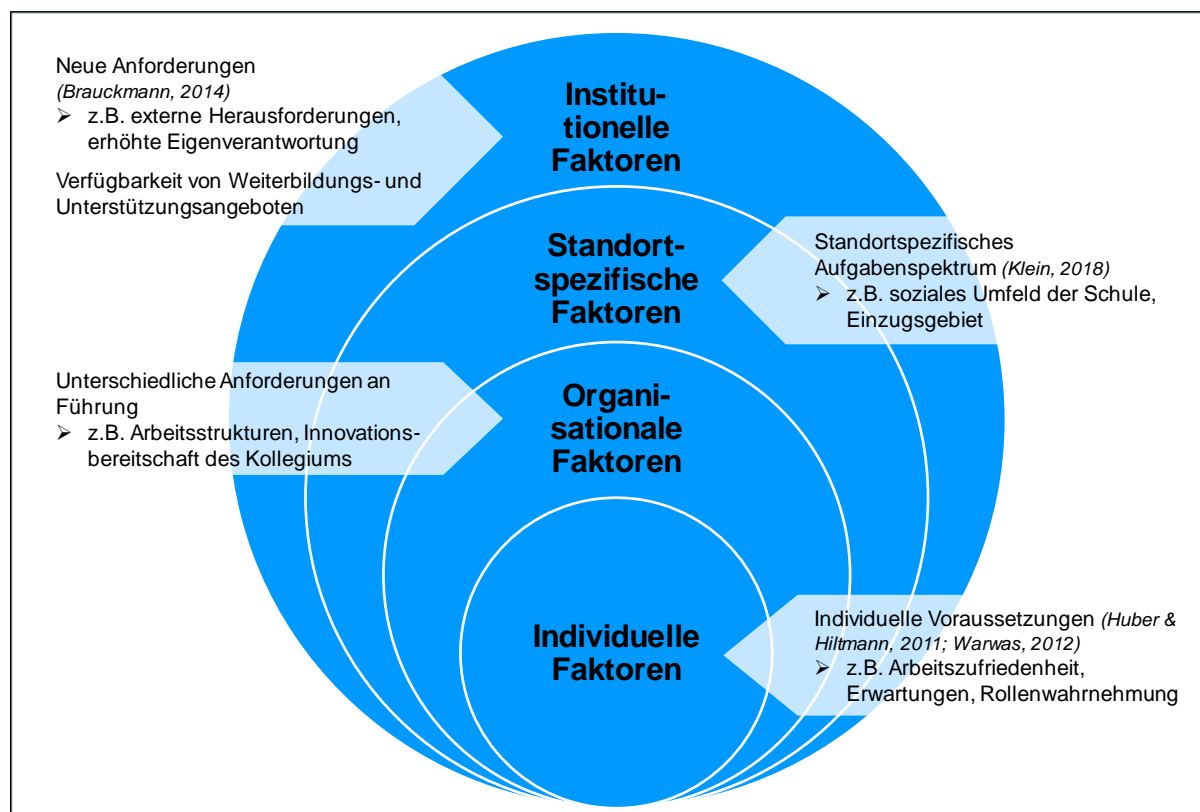 Neue Anforderungen
(Brauckmann, 2014)
➢ z.B. externe Herausforderungen,
erhöhte Eigenverantwortung
Verfügbarkeit von Weiterbildungs- und
Unterstützungsangeboten
Institu-
tionelle
Faktoren
Standort-
spezifische
Faktoren
Standortspezifisches
Aufgabenspektrum (Klein, 2018)
➢ z.B. soziales Umfeld der Schule,
Einzugsgebiet
Unterschiedliche Anforderungen an
Führung
➢ z.B. Arbeitsstrukturen, Innovations-
bereitschaft des Kollegiums
Organi-
sationale
Faktoren
Individuelle
Faktoren
Individuelle Voraussetzungen (Huber &
Hiltmann, 2011; Warwas, 2012)
➢ z.B. Arbeitszufriedenheit,
Erwartungen, Rollenwahrnehmung